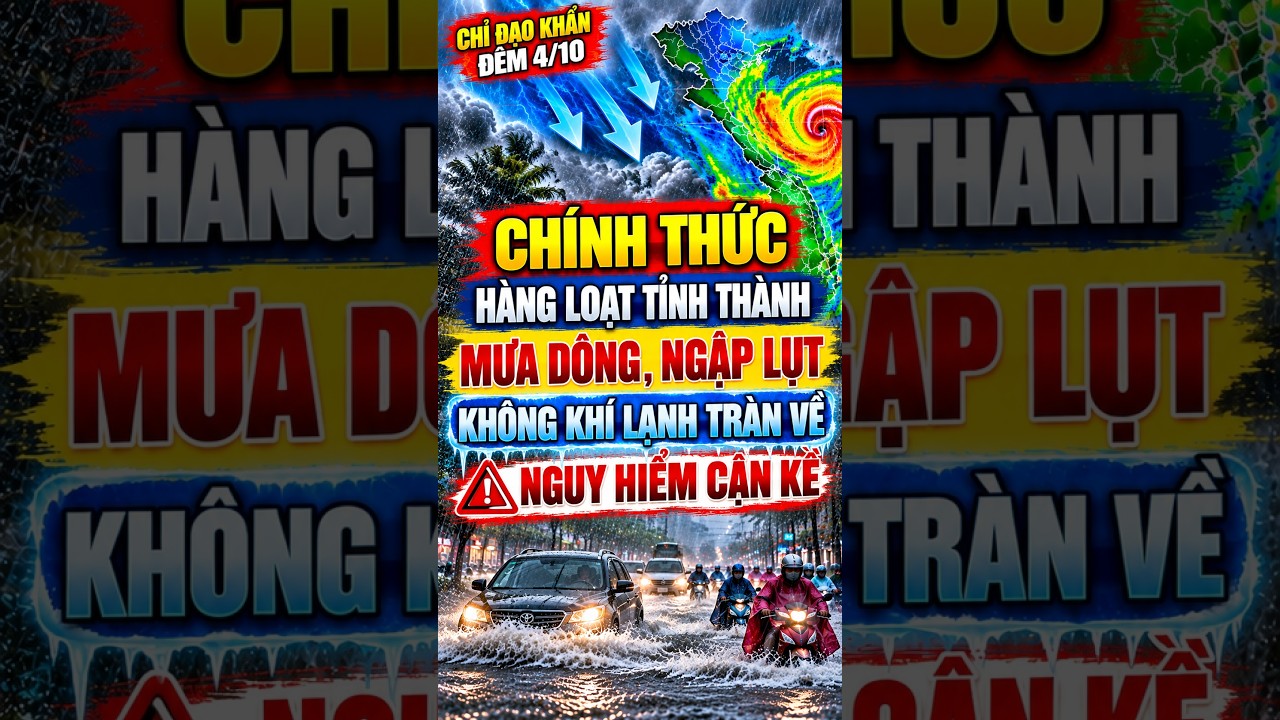 CHỈ ĐẠO KHẨN
ĐÊM 4/10
CHÍNH THỨC
HÀNG LOẠT TỈNH THÀNH
MƯA DÔNG, NGẬP LỤT
KHÔNG KHÍ LẠNH TRÀN VỀ
NGUY HIỂM CẬN KỀ